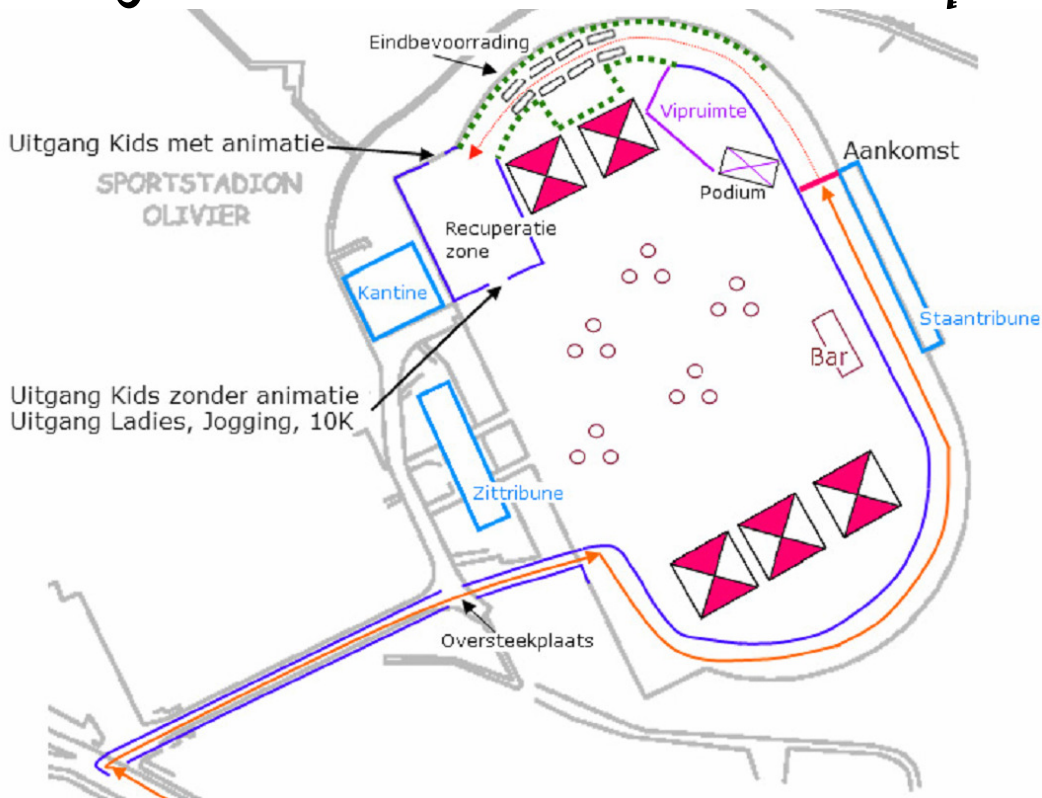 Eindbevoorrading
Uitgang Kids met animatie
SPORTSTADION
OLIVIER
Vipruimte
Aankomst
Podium
Recuperatie
zone
Kantine
Staantribune
Bar
Uitgang Kids zonder animatie
Uitgang Ladies, Jogging, 10K
Zittribune
Oversteekplaats